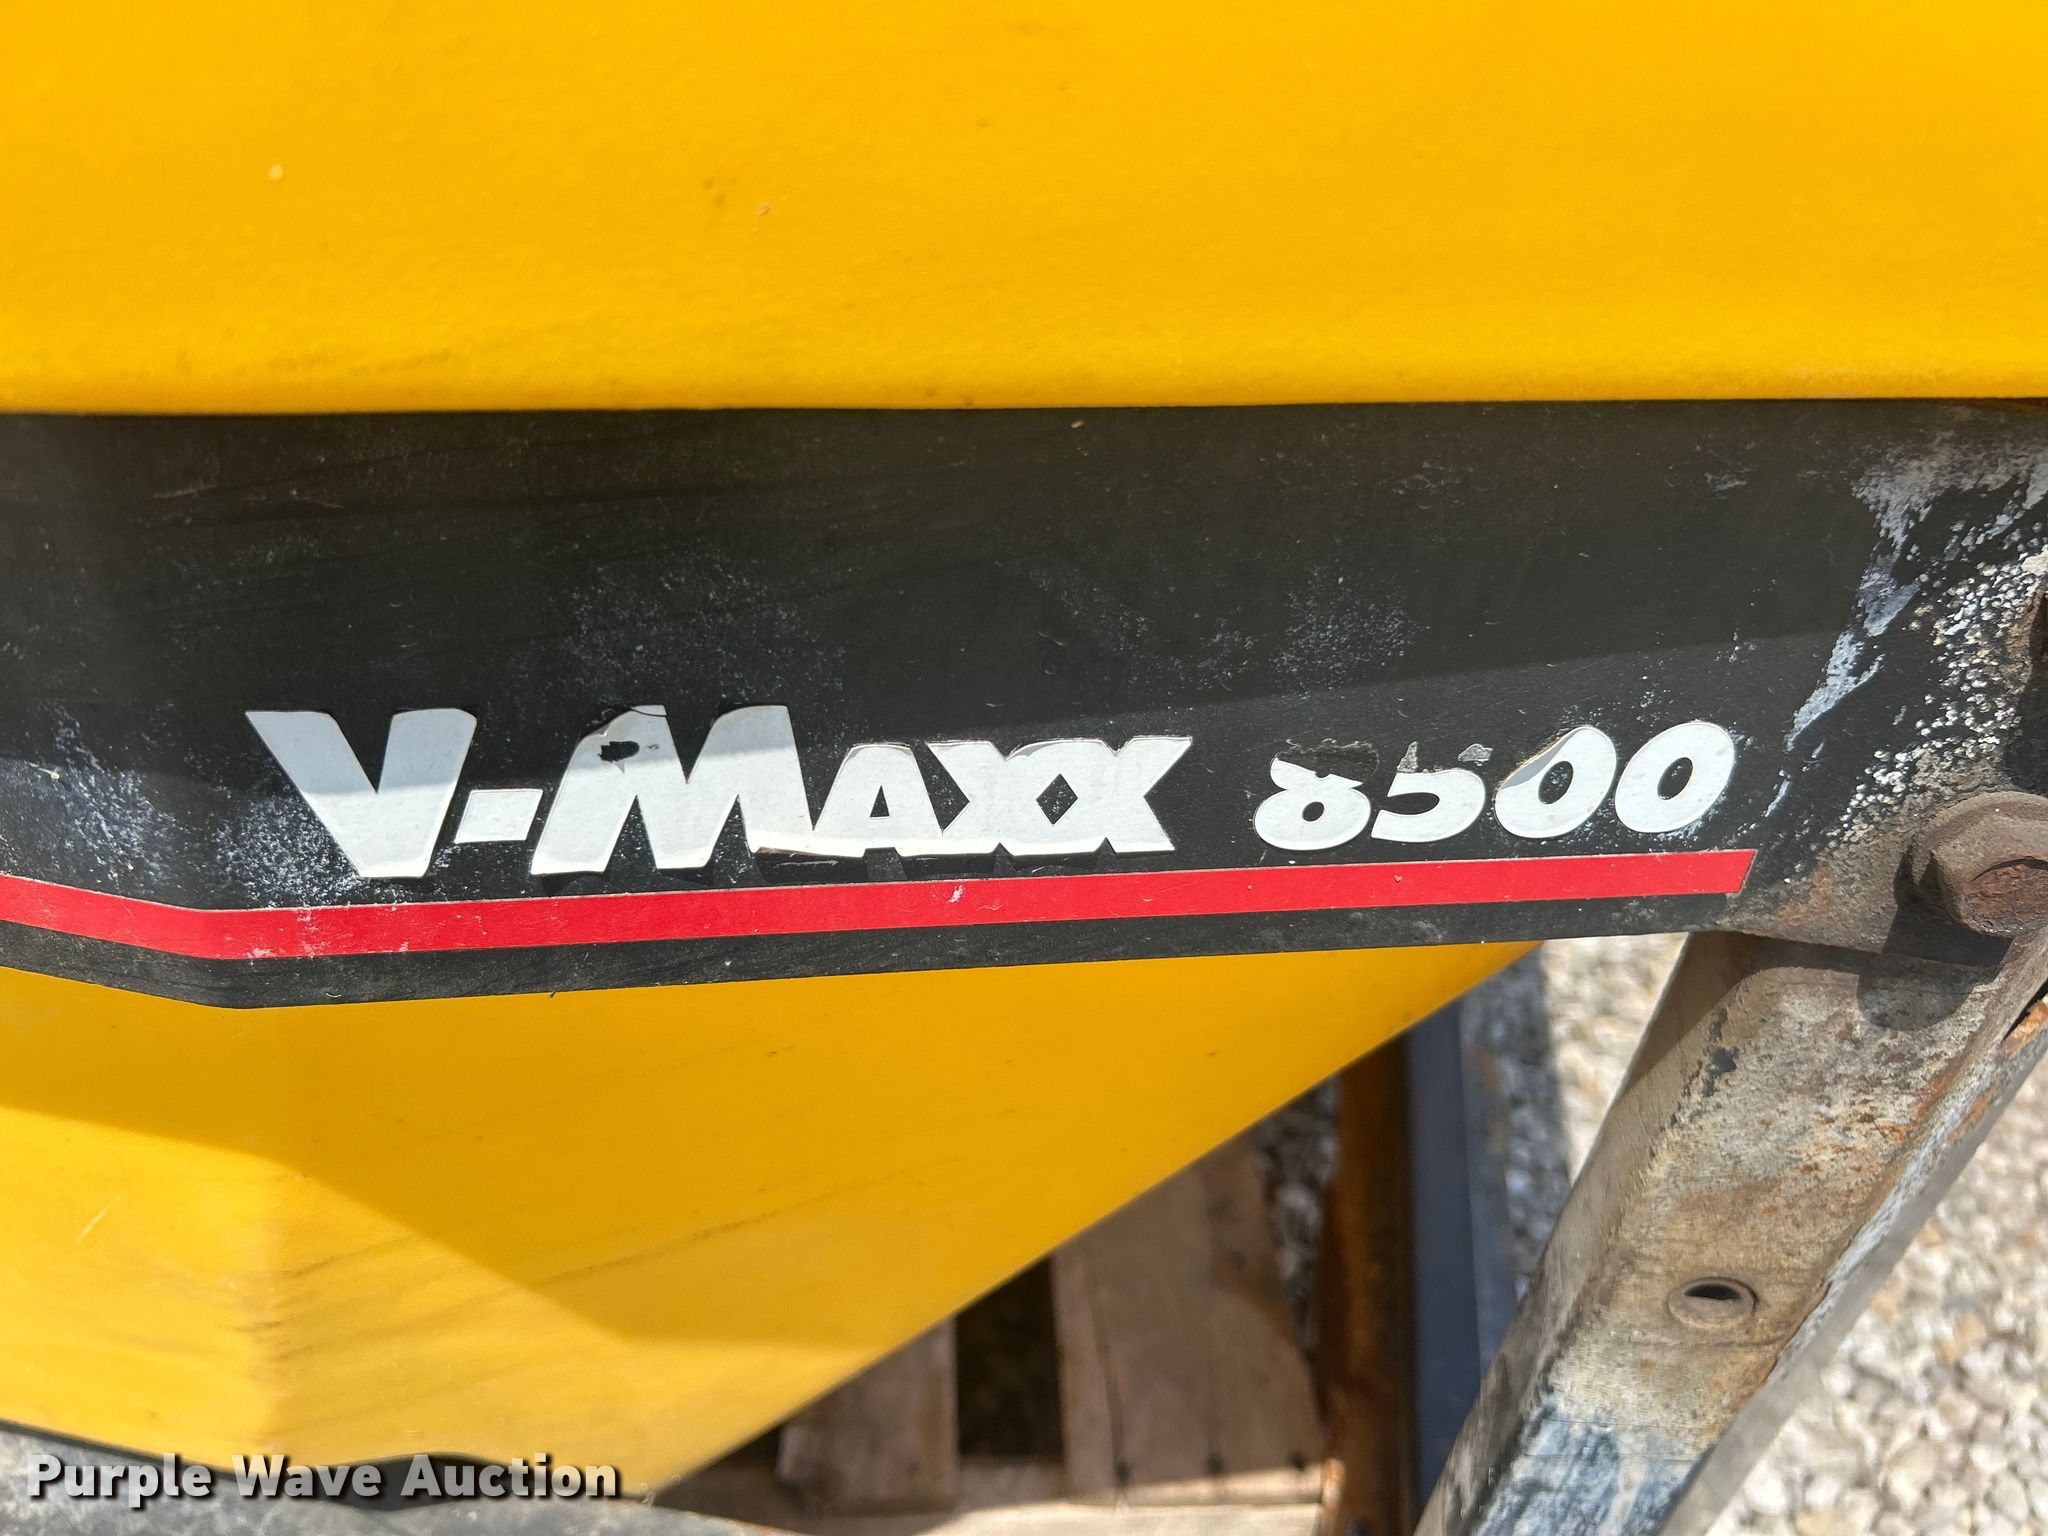 V-MAXX 8500
Purple Wave Auction